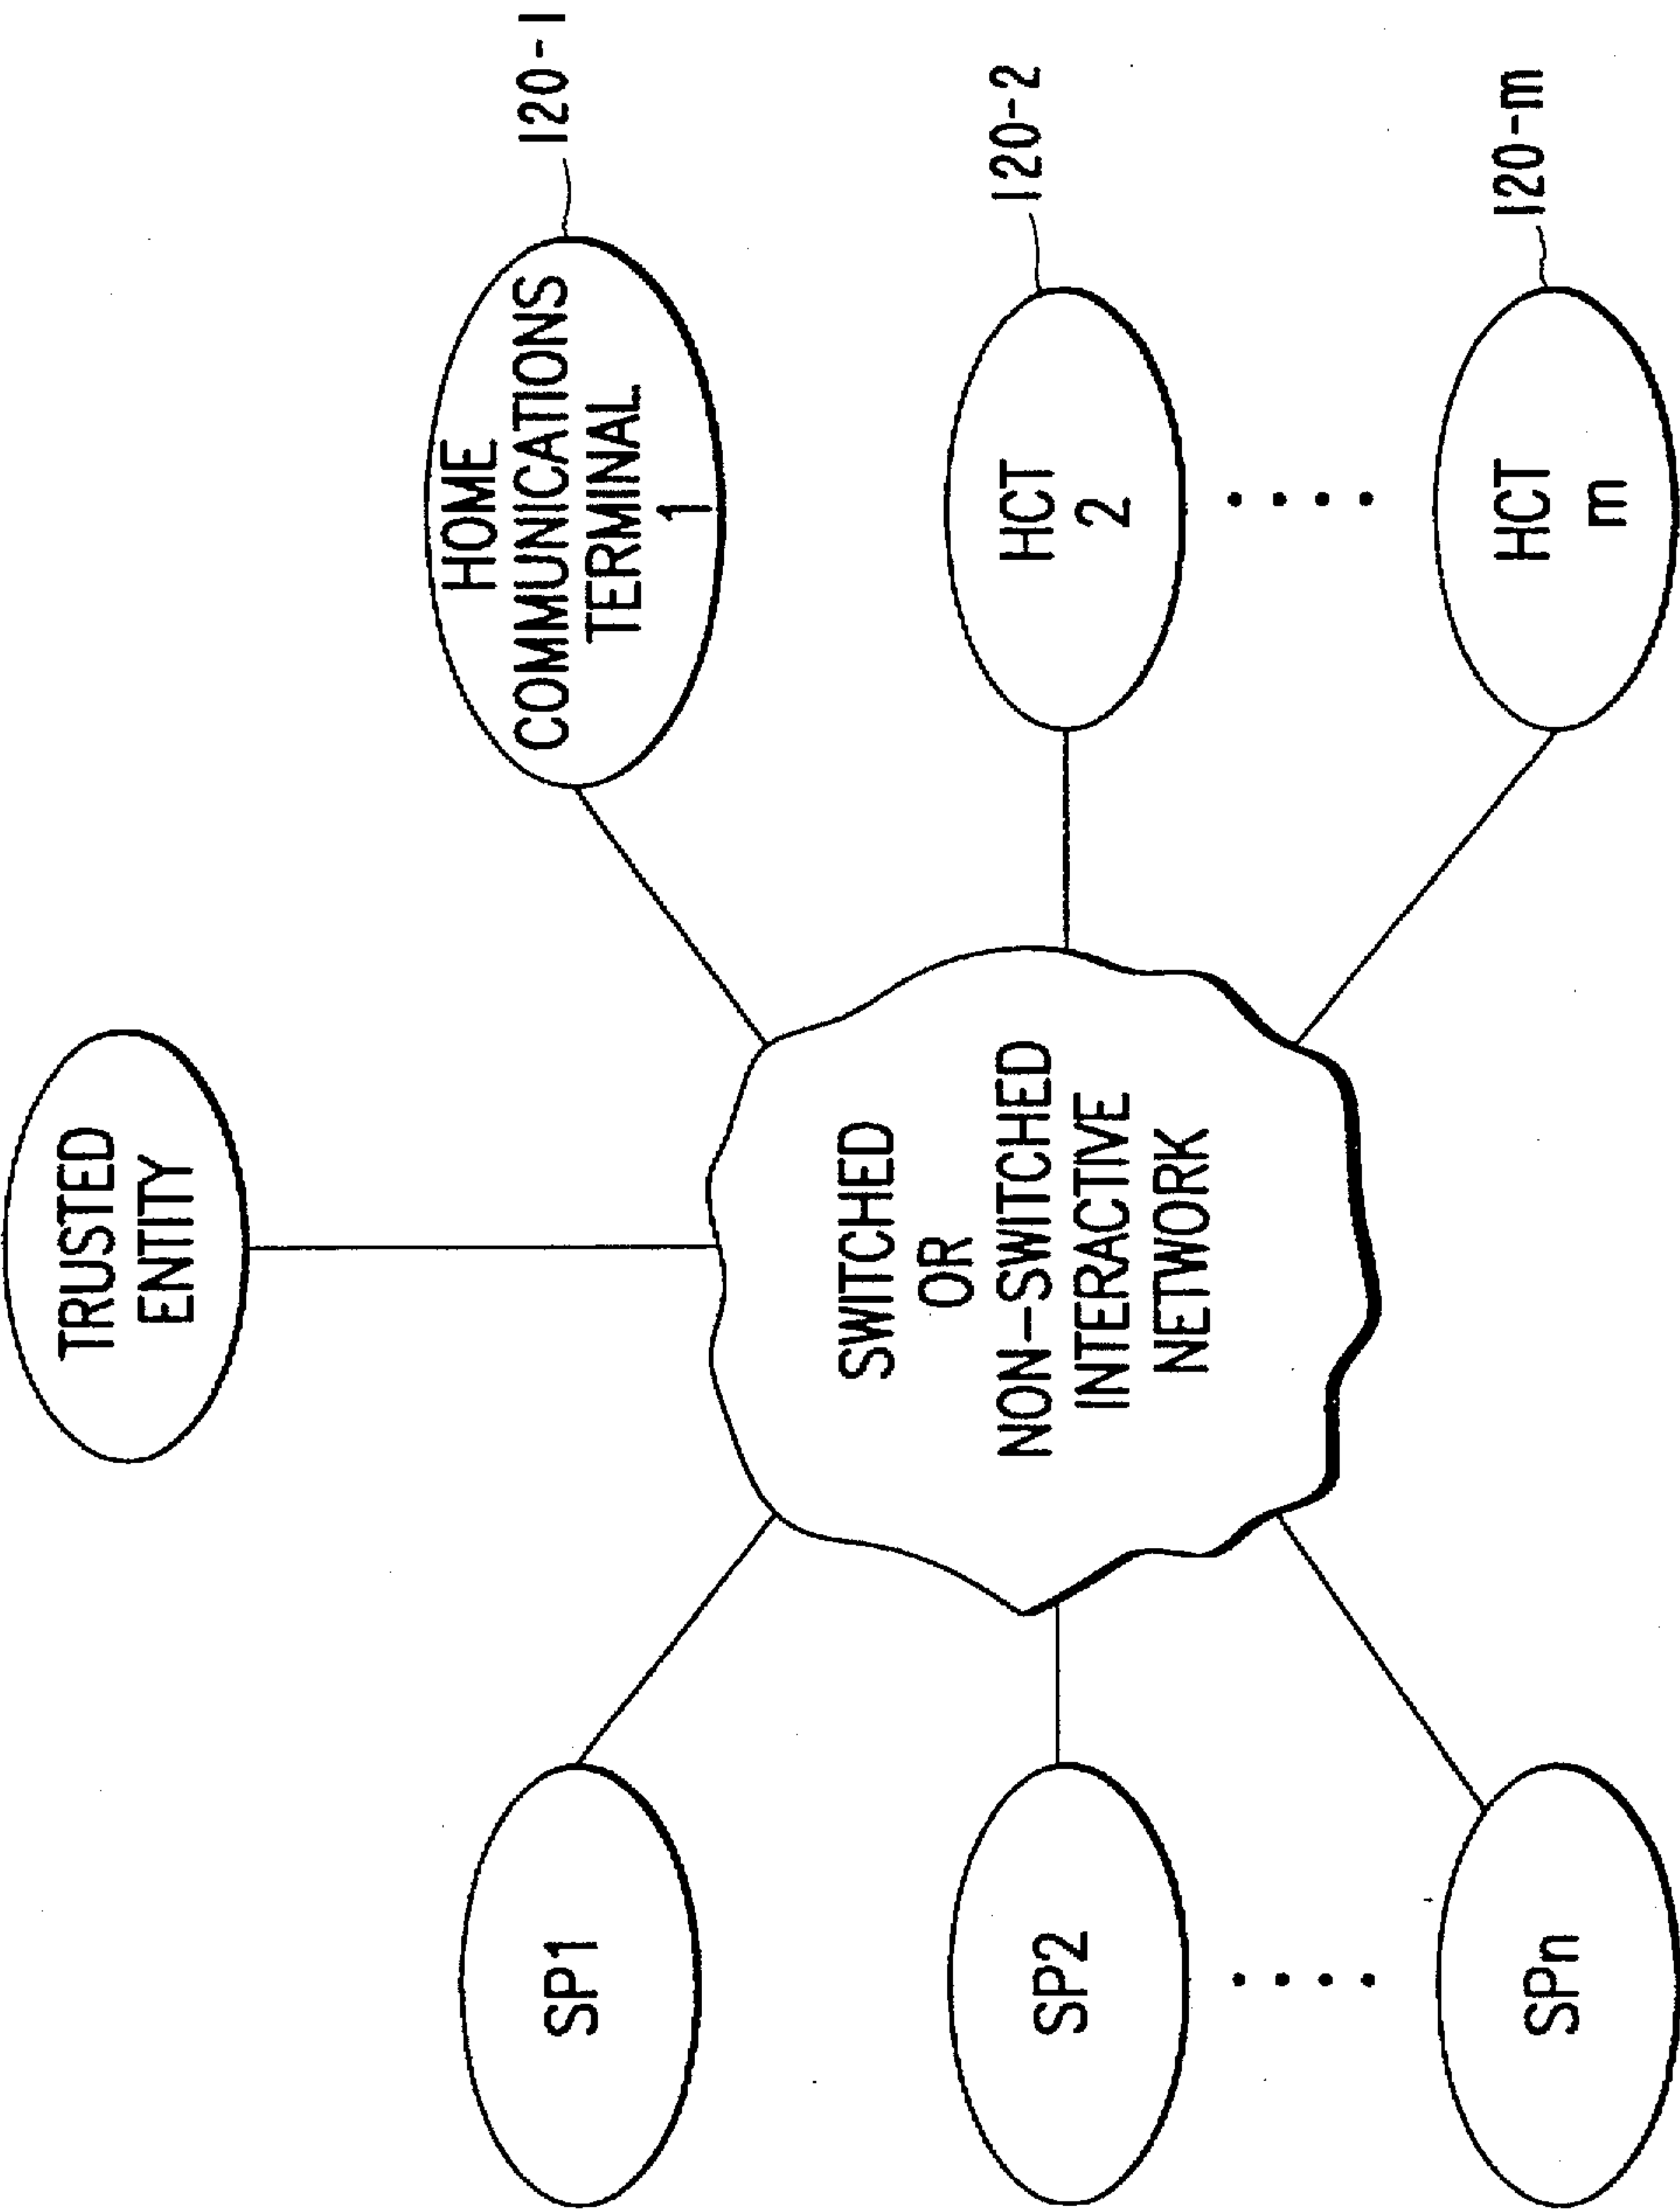 TRUSTED
ENTITY
SP1
SP2
SPn
SWITCHED
OR
NON-SWITCHED
INTERACTIVE
NETWORK
HOME
COMMUNICATIONS
TERMINAL
1
120-1
HCT
2
120-2
HCT
m
120-m